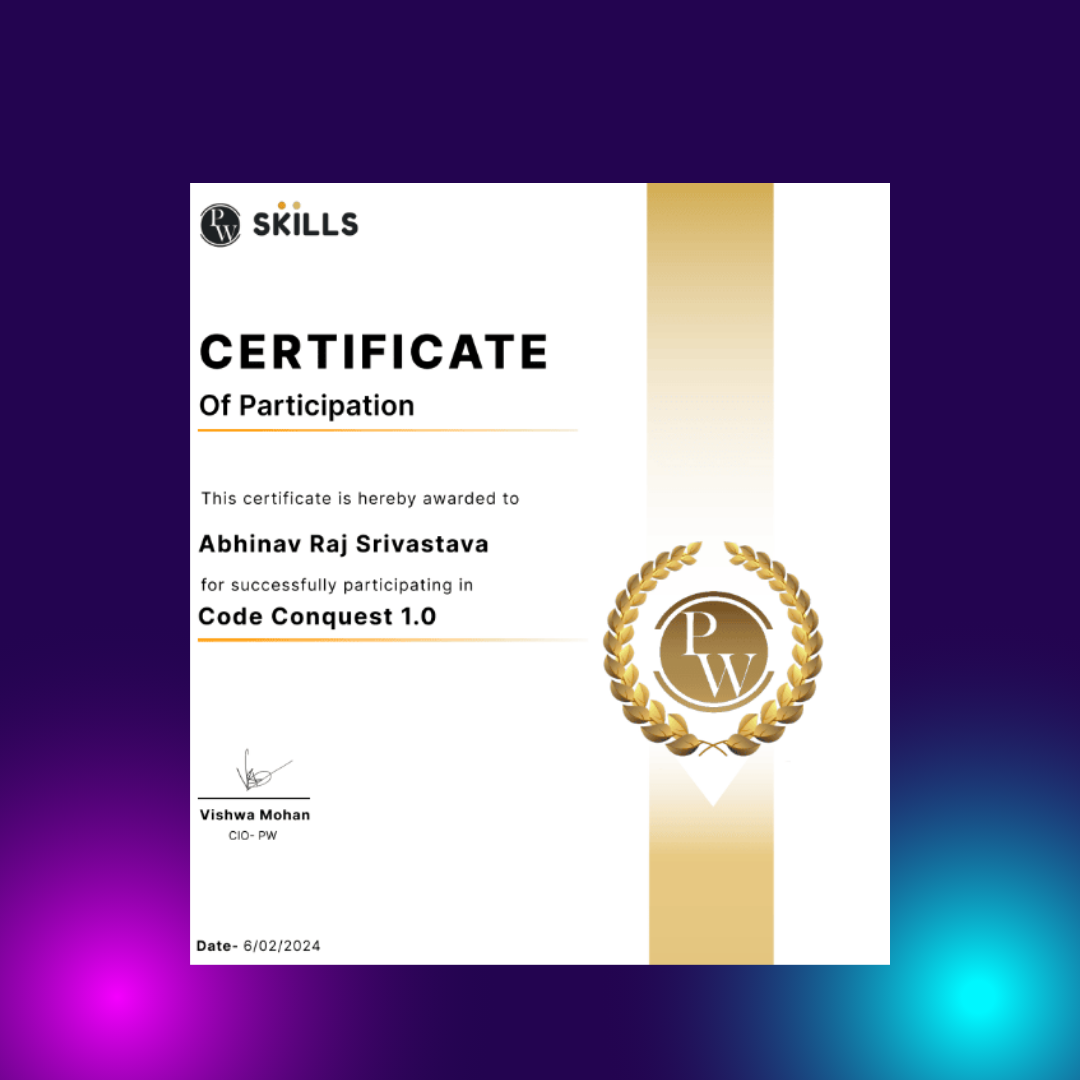 PW SKILLS
CERTIFICATE
Of Participation
This certificate is hereby awarded to
Abhinav Raj Srivastava
for successfully participating in
Code Conquest 1.0
PW
Vishwa Mohan
CIO- PW
Date- 6/02/2024